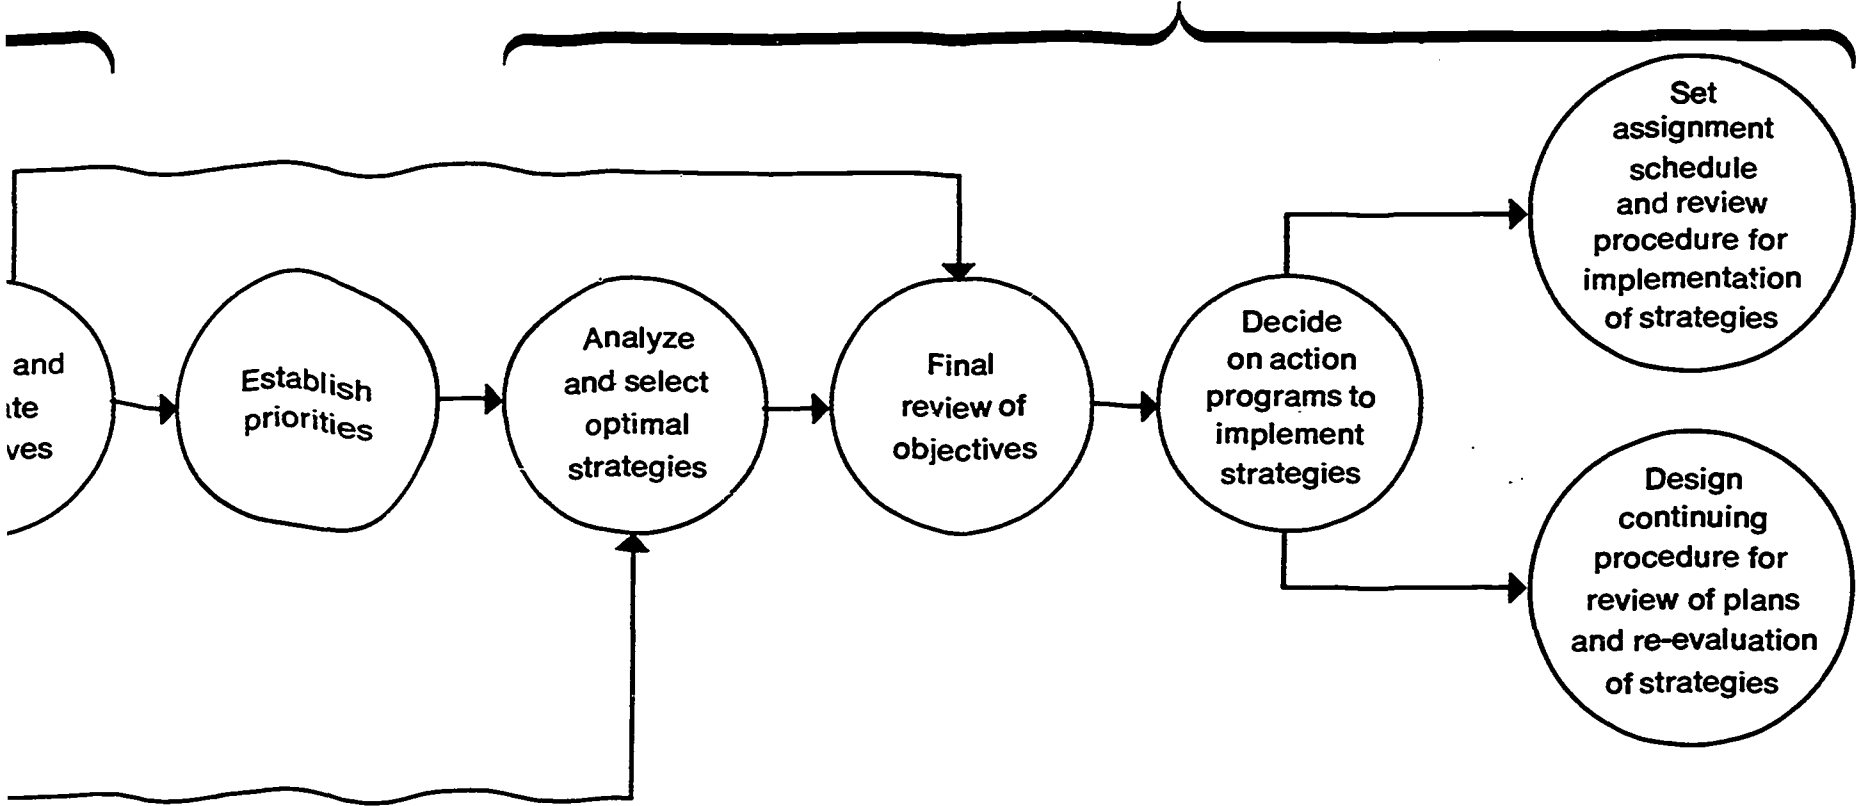 and
Establish
priorities
Analyze
and select
optimal
strategies
Final
review of
objectives
Decide
on action
programs to
implement
strategies
Set
assignment
schedule
and review
procedure for
implementation
of strategies
Design
continuing
procedure for
review of plans
and re-evaluation
of strategies